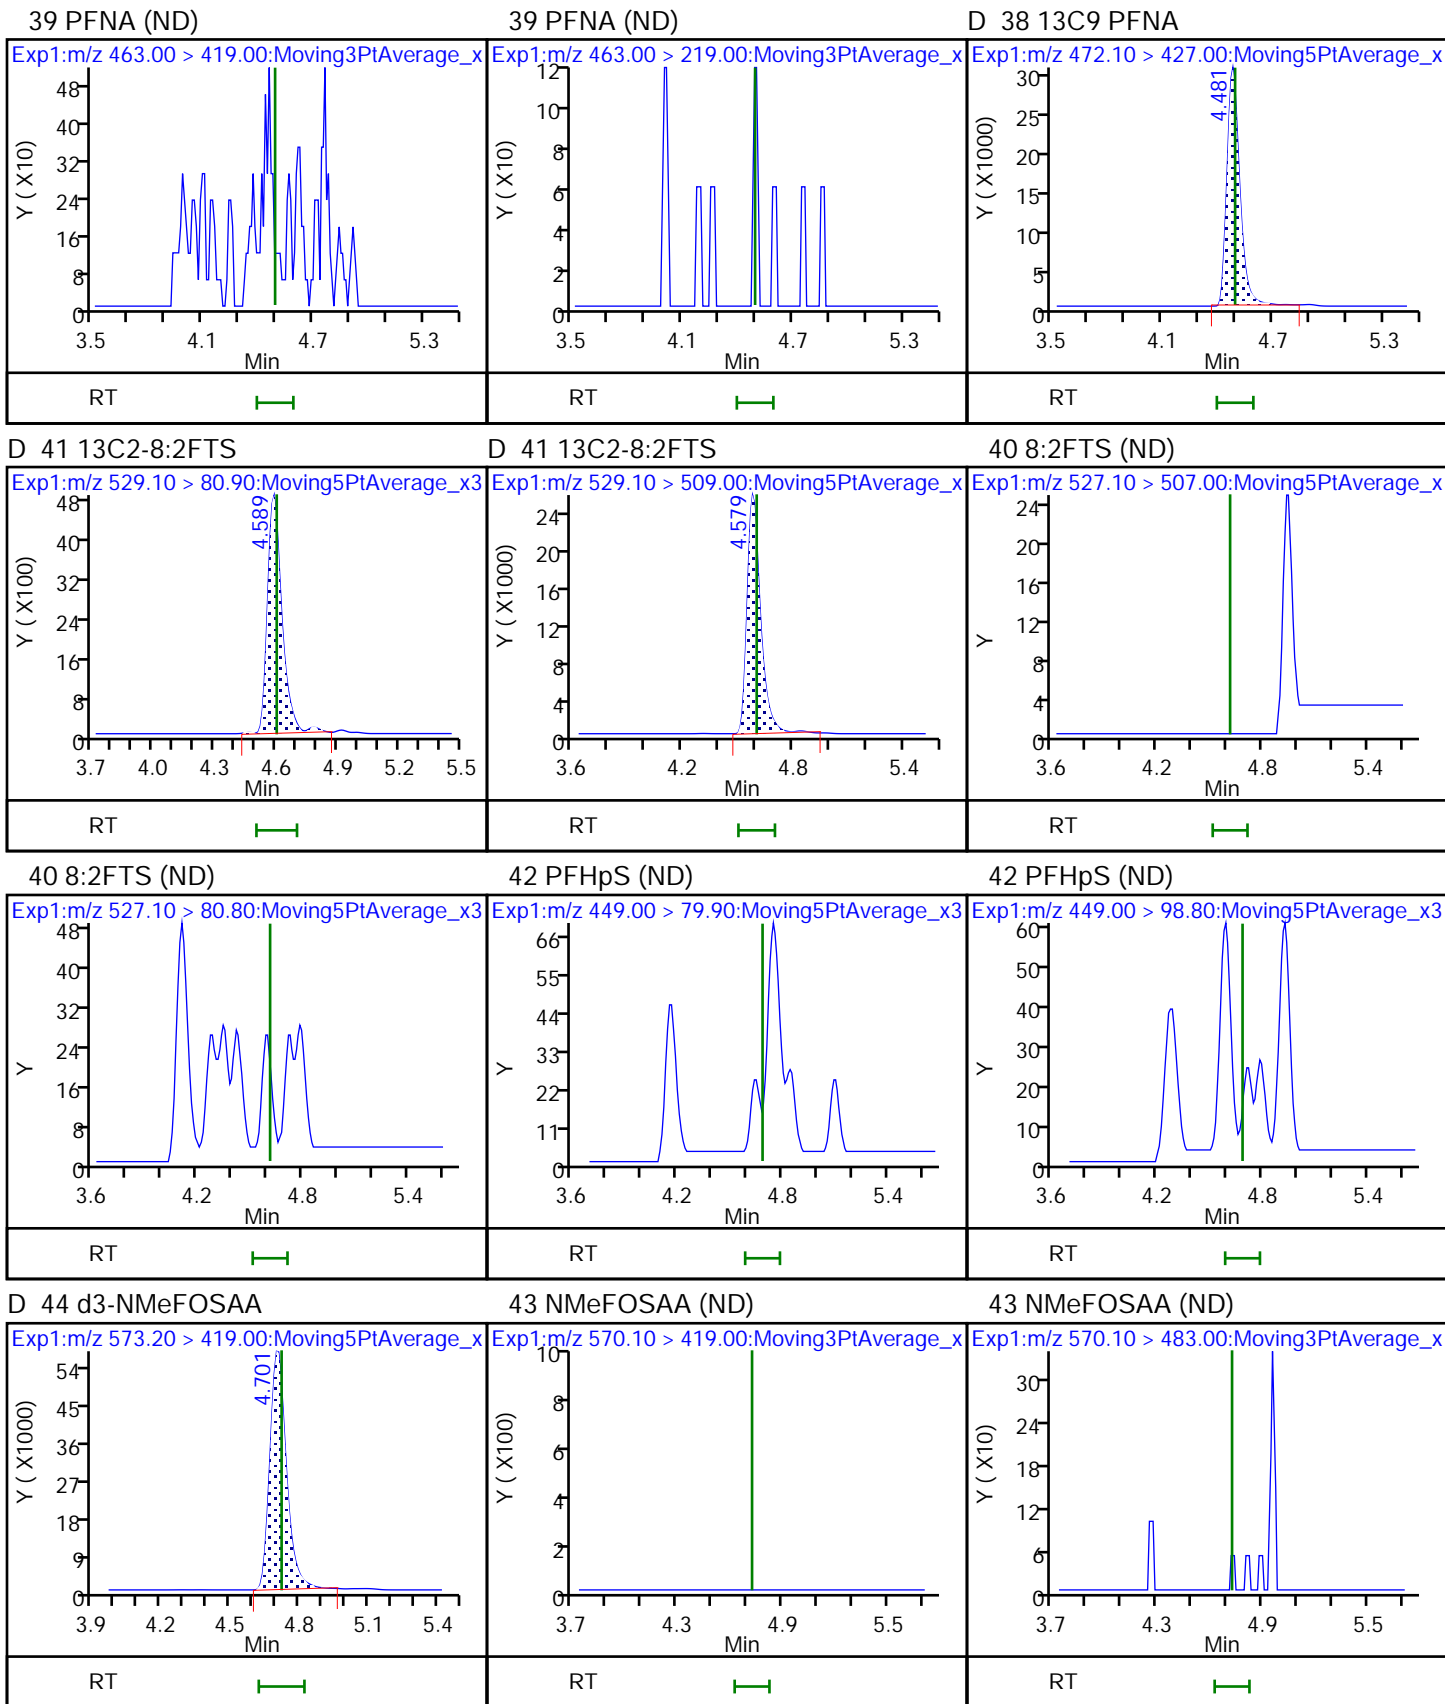 39 PFNA (ND)
Exp1:m/z 463.00 > 419.00:Moving3PtAverage_x
Y ( X10)
48
40
32
24
16
8
0
3.5 4.1 4.7 5.3
Min
RT
39 PFNA (ND)
Exp1:m/z 463.00 > 219.00:Moving3PtAverage_x
Y ( X10)
12
10
8
6
4
2
0
3.5 4.1 4.7 5.3
Min
RT
D 38 13C9 PFNA
Exp1:m/z 472.10 > 427.00:Moving5PtAverage_x
Y ( X1000)
30
25
20
15
10
5
0
4.481
3.5 4.1 4.7 5.3
Min
RT
D 41 13C2-8:2FTS
Exp1:m/z 529.10 > 80.90:Moving5PtAverage_x3
Y ( X100)
48
40
32
24
16
8
0
4.589
3.7 4.0 4.3 4.6 4.9 5.2 5.5
Min
RT
D 41 13C2-8:2FTS
Exp1:m/z 529.10 > 509.00:Moving5PtAverage_x
Y ( X1000)
24
20
16
12
8
4
0
4.579
3.6 4.2 4.8 5.4
Min
RT
40 8:2FTS (ND)
Exp1:m/z 527.10 > 507.00:Moving5PtAverage_x
Y
24
20
16
12
8
4
0
3.6 4.2 4.8 5.4
Min
RT
40 8:2FTS (ND)
Exp1:m/z 527.10 > 80.80:Moving5PtAverage_x3
Y
48
40
32
24
16
8
0
3.6 4.2 4.8 5.4
Min
RT
42 PFHpS (ND)
Exp1:m/z 449.00 > 79.90:Moving5PtAverage_x3
Y
66
55
44
33
22
11
0
3.6 4.2 4.8 5.4
Min
RT
42 PFHpS (ND)
Exp1:m/z 449.00 > 98.80:Moving5PtAverage_x3
Y
60
50
40
30
20
10
0
3.6 4.2 4.8 5.4
Min
RT
D 44 d3-NMeFOSAA
Exp1:m/z 573.20 > 419.00:Moving5PtAverage_x
Y ( X1000)
54
45
36
27
18
9
0
4.701
3.9 4.2 4.5 4.8 5.1 5.4
Min
RT
43 NMeFOSAA (ND)
Exp1:m/z 570.10 > 419.00:Moving3PtAverage_x
Y ( X100)
10
8
6
4
2
0
3.7 4.3 4.9 5.5
Min
RT
43 NMeFOSAA (ND)
Exp1:m/z 570.10 > 483.00:Moving3PtAverage_x
Y ( X10)
30
24
18
12
6
0
3.7 4.3 4.9 5.5
Min
RT